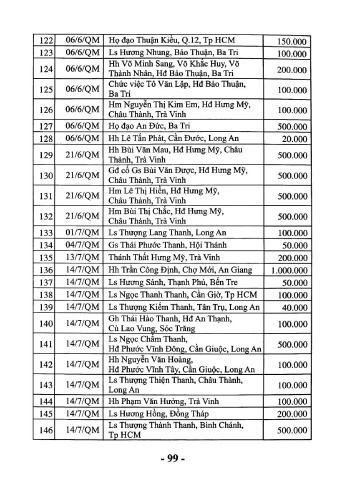 122 06/6/QM Họ đạo Thuận Kiều, Q.12, Tp HCM 150.000
123 06/6/QM Ls Hương Nhung, Bảo Thuận, Ba Tri 100.000
124 06/6/QM Hh Võ Minh Sang, Võ Khắc Huy, Võ
Thành Nhân, Hđ Bảo Thuận, Ba Tri 200.000
125 06/6/QM Chức việc Tô Văn Lập, Hđ Bảo Thuận,
Ba Tri 100.000
126 06/6/QM Hm Nguyễn Thị Kim Em, Hđ Hưng Mỹ,
Châu Thành, Trà Vinh 100.000
127 06/6/QM Họ đạo An Đức, Ba Tri 500.000
128 06/6/QM Hh Lê Tấn Phát, Cần Đước, Long An 20.000
129 21/6/QM Hh Bùi Văn Mau, Hđ Hưng Mỹ, Châu
Thành, Trà Vinh 500.000
130 21/6/QM Gđ cố Gs Bùi Văn Được, Hđ Hưng Mỹ,
Châu Thành, Trà Vinh 500.000
131 21/6/QM Hm Lê Thị Hiền, Hđ Hưng Mỹ,
Châu Thành, Trà Vinh 500.000
132 21/6/QM Hm Bùi Thị Chắc, Hđ Hưng Mỹ,
Châu Thành, Trà Vinh 500.000
133 01/7/QM Ls Thượng Lang Thanh, Long An 100.000
134 04/7/QM Gs Thái Phước Thanh, Hội Thánh 50.000
135 13/7/QM Thánh Thất Hưng Mỹ, Trà Vinh 200.000
136 14/7/QM Hh Trần Công Định, Chợ Mới, An Giang 1.000.000
137 14/7/QM Ls Hương Sánh, Thạnh Phú, Bến Tre 50.000
138 14/7/QM Ls Ngọc Thanh Thanh, Cần Giờ, Tp HCM 100.000
139 14/7/QM Ls Thượng Kiếm Thanh, Tân Trụ, Long An 40.000
140 14/7/QM Gh Thái Hào Thanh, Hđ An Thạnh,
Cù Lao Vung, Sóc Trăng 100.000
141 14/7/QM Ls Ngọc Chấm Thanh,
Hđ Phước Vĩnh Đông, Cần Giuộc, Long An 500.000
142 14/7/QM Hh Nguyễn Văn Hoàng,
Hđ Phước Vĩnh Tây, Cần Giuộc, Long An 100.000
143 14/7/QM Ls Thượng Thiện Thanh, Châu Thành,
Long An 100.000
144 14/7/QM Hh Phạm Văn Hướng, Trà Vinh 100.000
145 14/7/QM Ls Hương Hồng, Đồng Tháp 200.000
146 14/7/QM Ls Thượng Thành Thanh, Bình Chánh,
Tp HCM 500.000
- 99 -